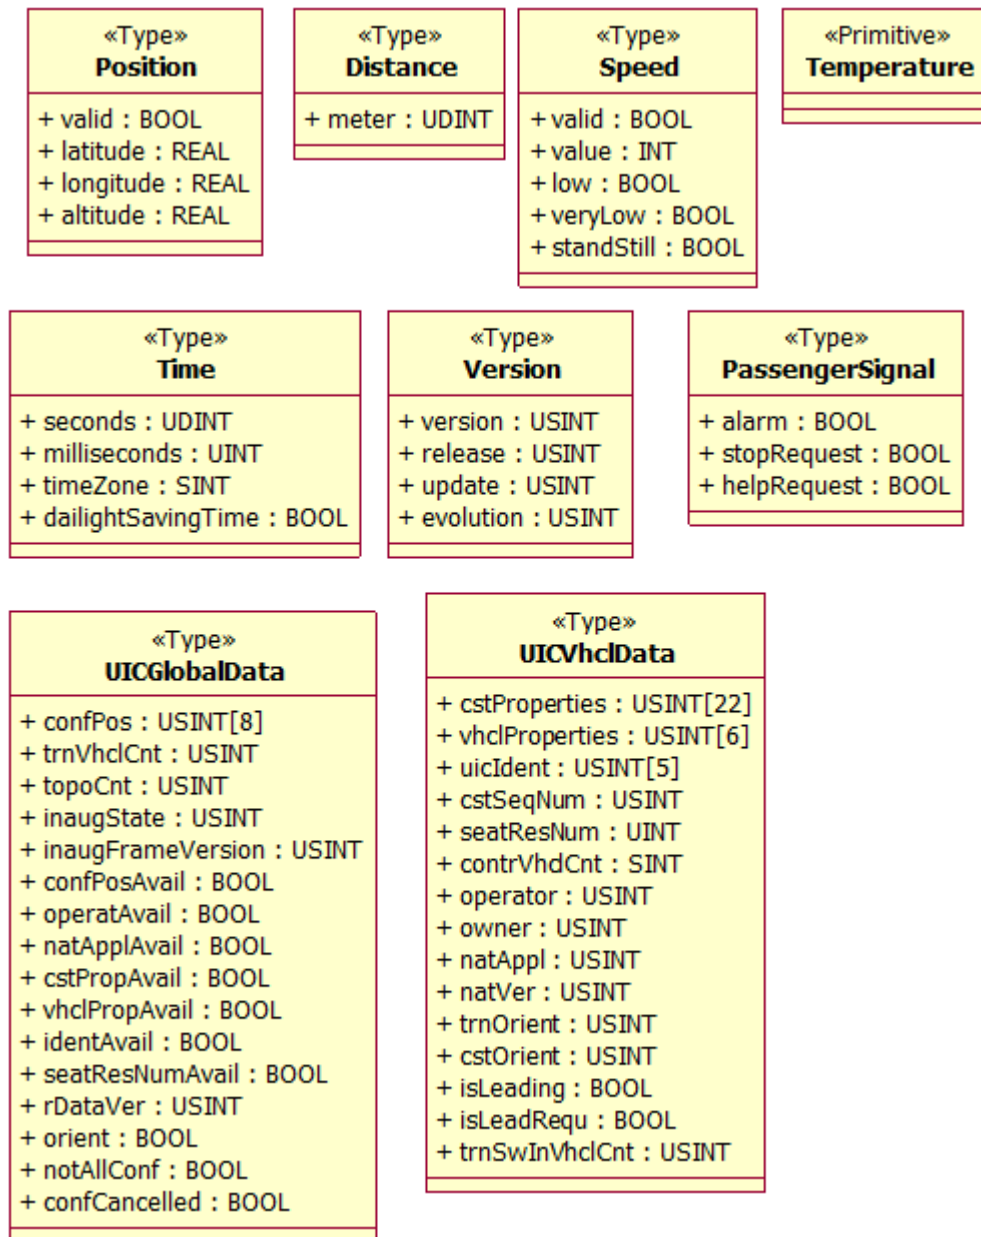 «Type»
Position
+ valid : BOOL
+ latitude : REAL
+ longitude : REAL
+ altitude : REAL
«Type»
Distance
+ meter : UDINT
«Type»
Speed
+ valid : BOOL
+ value : INT
+ low : BOOL
+ veryLow : BOOL
+ standStill : BOOL
«Primitive»
Temperature
«Type»
Time
+ seconds : UDINT
+ milliseconds : UINT
+ timeZone : SINT
+ dailightSavingTime : BOOL
«Type»
Version
+ version : USINT
+ release : USINT
+ update : USINT
+ evolution : USINT
«Type»
PassengerSignal
+ alarm : BOOL
+ stopRequest : BOOL
+ helpRequest : BOOL
«Type»
UICGlobalData
+ confPos : USINT[8]
+ trnVhclCnt : USINT
+ topoCnt : USINT
+ inaugState : USINT
+ inaugFrameVersion : USINT
+ confPosAvail : BOOL
+ operatAvail : BOOL
+ natApplAvail : BOOL
+ cstPropAvail : BOOL
+ vhclPropAvail : BOOL
+ identAvail : BOOL
+ seatResNumAvail : BOOL
+ rDataVer : USINT
+ orient : BOOL
+ notAllConf : BOOL
+ confCancelled : BOOL
«Type»
UICVhclData
+ cstProperties : USINT[22]
+ vhclProperties : USINT[6]
+ uicIdent : USINT[5]
+ cstSeqNum : USINT
+ seatResNum : UINT
+ contrVhclCnt : SINT
+ operator : USINT
+ owner : USINT
+ natAppl : USINT
+ natVer : USINT
+ trnOrient : USINT
+ cstOrient : USINT
+ isLeading : BOOL
+ isLeadRequ : BOOL
+ trnSwInVhclCnt : USINT